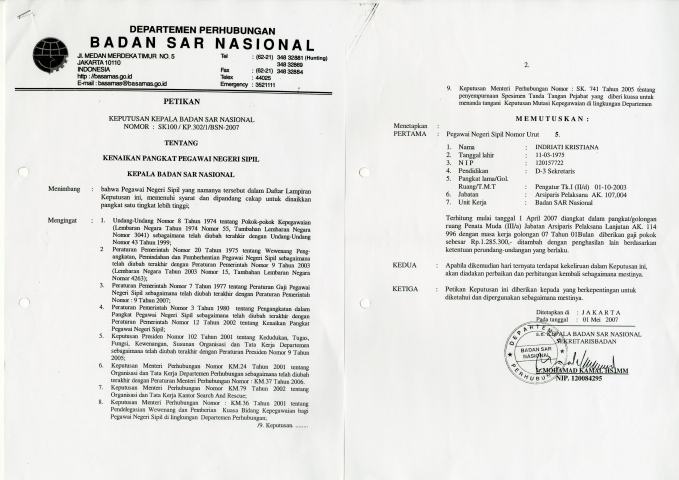 DEPARTEMEN PERHUBUNGAN
BADAN SAR NASIONAL
JL. MEDAN MERDEKA TIMUR NO. 5
JAKARTA 10110
INDONESIA
http : //basarnas.go.id
E-mail : basarnas@basarnas.go.id
Tel : (62-21) 348 32881 (Hunting)
348 32869
Fax : (62-21) 348 32884
Telex : 44025
Emergency : 3521111
PETIKAN
KEPUTUSAN KEPALA BADAN SAR NASIONAL
NOMOR : SK100 / KP.302/1/BSN-2007
TENTANG
KENAIKAN PANGKAT PEGAWAI NEGERI SIPIL
KEPALA BADAN SAR NASIONAL
Menimbang : bahwa Pegawai Negeri Sipil yang namanya tersebut dalam Daftar Lampiran
Keputusan ini, memenuhi syarat dan dipandang cakap untuk dinaikkan
pangkat satu tingkat lebih tinggi;
Mengingat : 1. Undang-Undang Nomor 8 Tahun 1974 tentang Pokok-pokok Kepegawaian
(Lembaran Negara Tahun 1974 Nomor 55, Tambahan Lembaran Negara
Nomor 3041) sebagaimana telah diubah terakhir dengan Undang-Undang
Nomor 43 Tahun 1999;
2 Peraturan Pemerintah Nomor 20 Tahun 1975 tentang Wewenang Peng-
angkatan, Pemindahan dan Pemberhentian Pegawai Negeri Sipil sebagaimana
telah diubah terakhir dengan Peraturan Pemerintah Nomor 9 Tahun 2003
(Lembaran Negara Tahun 2003 Nomor 15, Tambahan Lembaran Negara
Nomor 4263);
3. Peraturan Pemerintah Nomor 7 Tahun 1977 tentang Peraturan Gaji Pegawai
Negeri Sipil sebagaimana telah diubah terakhir dengan Peraturan Pemerintah
Nomor : 9 Tahun 2007;
4. Peraturan Pemerintah Nomor 3 Tahun 1980 tentang Pengangkatan dalam
Pangkat Pegawai Negeri Sipil sebagaimana telah diubah terakhir dengan
Peraturan Pemerintah Nomor 12 Tahun 2002 tentang Kenaikan Pangkat
Pegawai Negeri Sipil;
5. Keputusan Presiden Nomor 102 Tahun 2001 tentang Kedudukan, Tugas,
Fungsi, Kewenangan, Susunan Organisasi dan Tata Kerja Departemen
sebagaimana telah diubah terakhir dengan Peraturan Presiden Nomor 9 Tahun
2005;
6. Keputusan Menteri Perhubungan Nomor KM.24 Tahun 2001 tentang
Organisasi dan Tata Kerja Departemen Perhubungan sebagaimana telah diubah
terakhir dengan Peraturan Menteri Perhubungan Nomor : KM.37 Tahun 2006.
7. Keputusan Menteri Perhubungan Nomor KM.79 Tahun 2002 tentang
Organisasi dan Tata Kerja Kantor Search And Rescue;
8. Keputusan Menteri Perhubungan Nomor : KM.36 Tahun 2001 tentang
Pendelegasian Wewenang dan Pemberian Kuasa Bidang Kepegawaian bagi
Pegawai Negeri Sipil di lingkungan Departemen Perhubungan;
/9. Keputusan ........
2.
9. Keputusan Menteri Perhubungan Nomor : SK. 741 Tahun 2005 tentang
penyempurnaan Spesimen Tanda Tangan Pejabat yang diberi kuasa untuk
menanda tangani Keputusan Mutasi Kepegawaian di lingkungan Departemen
M E M U T U S K A N :
Menetapkan :
PERTAMA : Pegawai Negeri Sipil Nomor Urut 5.
1. Nama : INDRIATI KRISTIANA
2. Tanggal lahir : 11-03-1975
3. N I P : 120157722
4. Pendidikan : D-3 Sekretaris
5. Pangkat lama/Gol.
Ruang/T.M.T : Pengatur Tk.I (II/d) 01-10-2003
6. Jabatan : Arsiparis Pelaksana AK. 107,004
7. Unit Kerja : Badan SAR Nasional
Terhitung mulai tanggal 1 April 2007 diangkat dalam pangkat/golongan
ruang Penata Muda (III/a) Jabatan Arsiparis Pelaksana Lanjutan AK. 114
996 dengan masa kerja golongan 07 Tahun 01Bulan diberikan gaji pokok
sebesar Rp.1.285.300,- ditambah dengan penghasilan lain berdasarkan
ketentuan perundang-undangan yang berlaku.
KEDUA : Apabila dikemudian hari ternyata terdapat kekeliruan dalam Keputusan ini,
akan diadakan perbaikan dan perhitungan kembali sebagaimana mestinya.
KETIGA : Petikan Keputusan ini diberikan kepada yang berkepentingan untuk
diketahui dan dipergunakan sebagaimana mestinya.
Ditetapkan di : J A K A R T A
Pada tanggal : 01 Mei 2007
KEPALA BADAN SAR NASIONAL
SEKRETARISBADAN
DEPARTEMEN
BADAN SAR
NASIONAL
PERHUBUNGAN
MOHAMAD KAMAL
NIP. 120084295